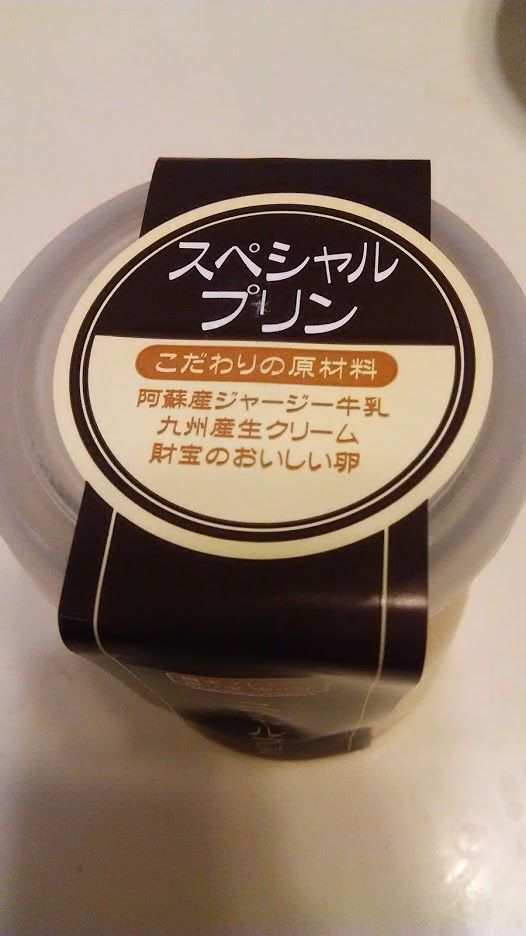 スペシャル
プリン
こだわりの原材料
阿蘇産ジャージー牛乳
九州産生クリーム
財宝のおいしい卵